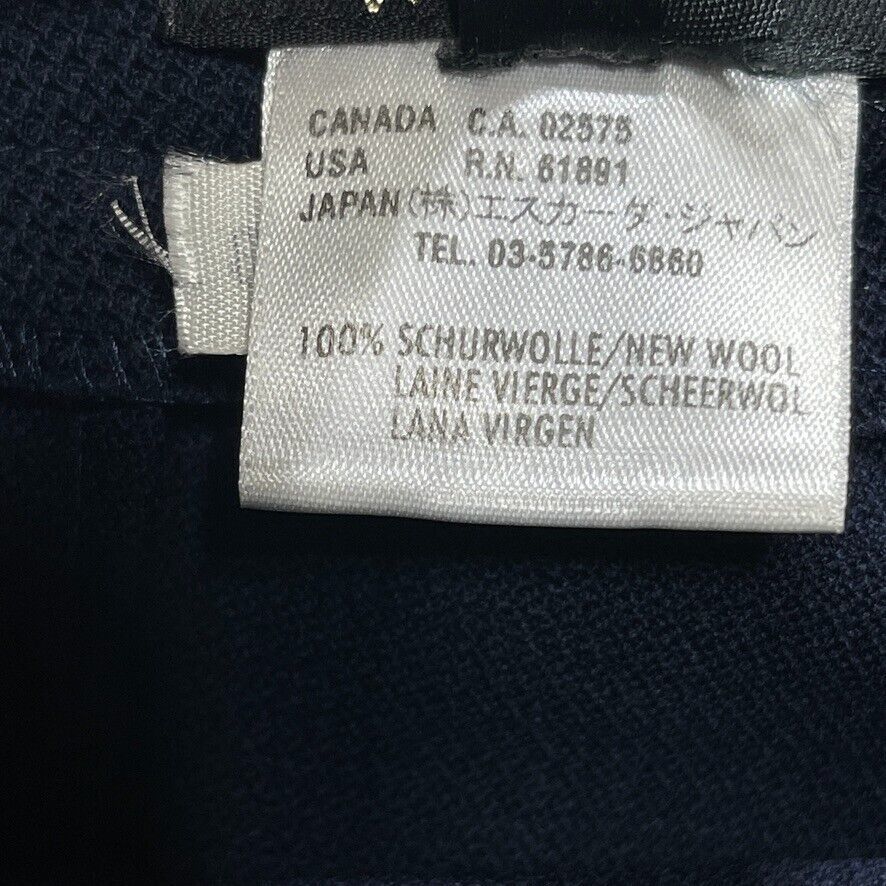 CANADA C.A. 02575
USA R.N. 61891
JAPAN (株)エスカーダ・ジャパン
TEL. 03-5786-6860
100% SCHURWOLLE/NEW WOOL
LAINE VIERGE/SCHEERWOL
LANA VIRGEN